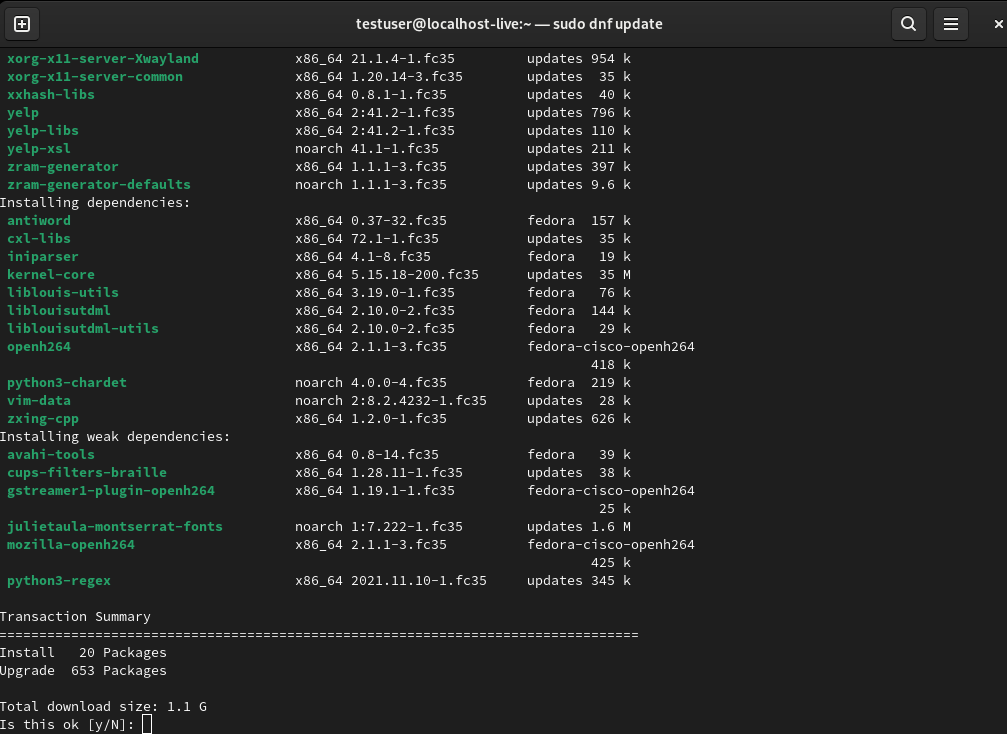 testuser@localhost-live:~ — sudo dnf update
xorg-x11-server-Xwayland x86_64 21.1.4-1.fc35 updates 954 k
xorg-x11-server-common x86_64 1.20.14-3.fc35 updates 35 k
xxhash-libs x86_64 0.8.1-1.fc35 updates 40 k
yelp x86_64 2:41.2-1.fc35 updates 796 k
yelp-libs x86_64 2:41.2-1.fc35 updates 110 k
yelp-xsl noarch 41.1-1.fc35 updates 211 k
zram-generator x86_64 1.1.1-3.fc35 updates 397 k
zram-generator-defaults noarch 1.1.1-3.fc35 updates 9.6 k
Installing dependencies:
antiword x86_64 0.37-32.fc35 fedora 157 k
cxl-libs x86_64 72.1-1.fc35 updates 35 k
iniparser x86_64 4.1-8.fc35 fedora 19 k
kernel-core x86_64 5.15.18-200.fc35 updates 35 M
liblouis-utils x86_64 3.19.0-1.fc35 fedora 76 k
liblouisutdml x86_64 2.10.0-2.fc35 fedora 144 k
liblouisutdml-utils x86_64 2.10.0-2.fc35 fedora 29 k
openh264 x86_64 2.1.1-3.fc35 fedora-cisco-openh264
418 k
python3-chardet noarch 4.0.0-4.fc35 fedora 219 k
vim-data noarch 2:8.2.4232-1.fc35 updates 28 k
zxing-cpp x86_64 1.2.0-1.fc35 updates 626 k
Installing weak dependencies:
avahi-tools x86_64 0.8-14.fc35 fedora 39 k
cups-filters-braille x86_64 1.28.11-1.fc35 updates 38 k
gstreamer1-plugin-openh264 x86_64 1.19.1-1.fc35 fedora-cisco-openh264
25 k
julietaula-montserrat-fonts noarch 1:7.222-1.fc35 updates 1.6 M
mozilla-openh264 x86_64 2.1.1-3.fc35 fedora-cisco-openh264
425 k
python3-regex x86_64 2021.11.10-1.fc35 updates 345 k
Transaction Summary
================================================================================
Install 20 Packages
Upgrade 653 Packages
Total download size: 1.1 G
Is this ok [y/N]: